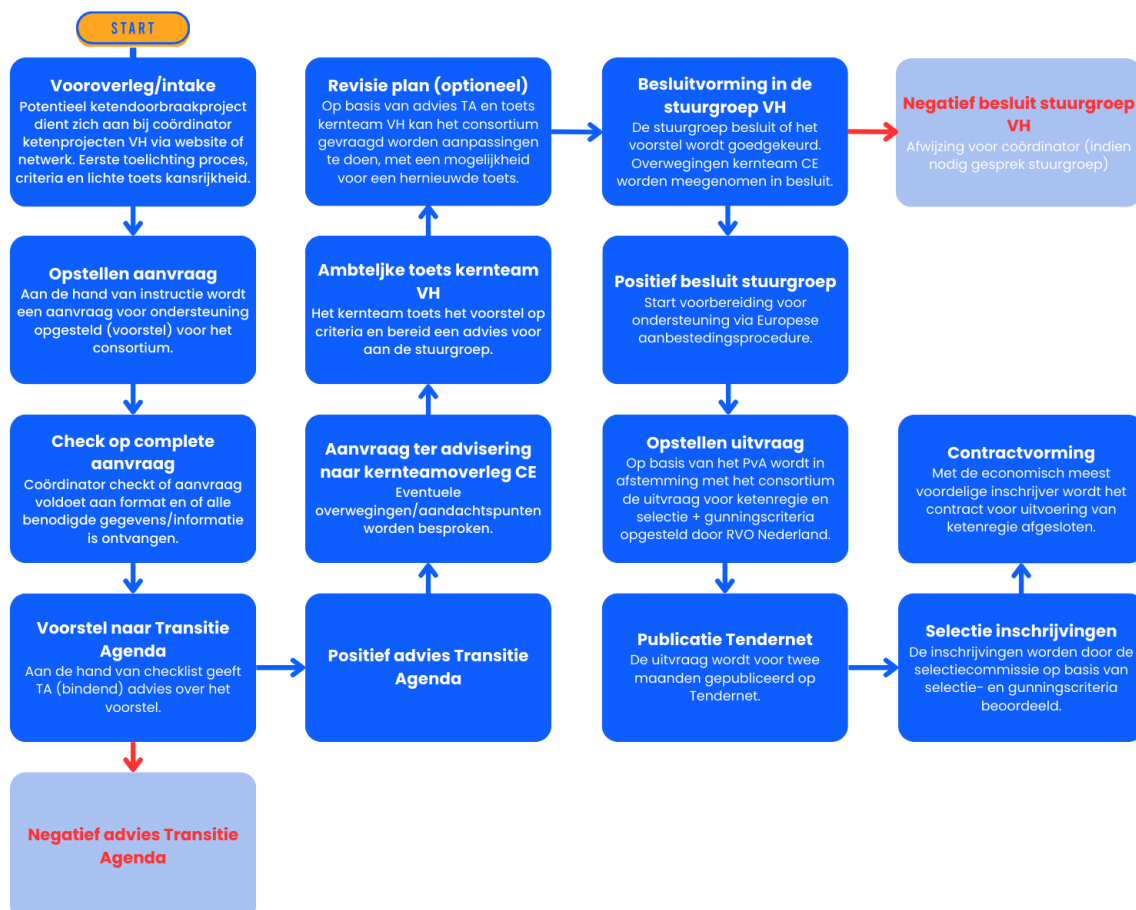 START
Vooroverleg/intake
Potentieel ketendoorbraakproject
dient zich aan bij coördinator
ketenprojecten VH via website of
netwerk. Eerste toelichting proces,
criteria en lichte toets kansrijkheid.
Opstellen aanvraag
Aan de hand van instructie wordt
een aanvraag voor ondersteuning
opgesteld (voorstel) voor het
consortium.
Check op complete
aanvraag
Coördinator checkt of aanvraag
voldoet aan format en of alle
benodigde gegevens/informatie
is ontvangen.
Voorstel naar Transitie
Agenda
Aan de hand van checklist geeft
TA (bindend) advies over het
voorstel.
Negatief advies Transitie
Agenda
Positief advies Transitie
Agenda
Aanvraag ter advisering
naar kernteamoverleg CE
Eventuele
overwegingen/aandachtspunten
worden besproken.
Ambteljke toets kernteam
VH
Het kernteam toets het voorstel op
criteria en bereid een advies voor
aan de stuurgroep.
Revisie plan (optioneel)
Op basis van advies TA en toets
kernteam VH kan het consortium
gevraagd worden aanpassingen
te doen, met een mogelijkheid
voor een hernieuwde toets.
Besluitvorming in de
stuurgroep VH
De stuurgroep besluit of het
voorstel wordt goedgekeurd.
Overwegingen kernteam CE
worden meegenomen in besluit.
Negatief besluit stuurgroep
VH
Afwijzing voor coördinator (indien
nodig gesprek stuurgroep)
Positief besluit stuurgroep
Start voorbereiding voor
ondersteuning via Europese
aanbestedingsprocedure.
Opstellen uitvraag
Op basis van het PvA wordt in
afstemming met het consortium
de uitvraag voor ketenregie en
selectie + gunningscriteria
opgesteld door RVO Nederland.
Publicatie Tendernet
De uitvraag wordt voor twee
maanden gepubliceerd op
Tendernet.
Selectie inschrijvingen
De inschrijvingen worden door de
selectiecommissie op basis van
selectie- en gunningscriteria
beoordeeld.
Contractvorming
Met de economisch meest
voordelige inschrijver wordt het
contract voor uitvoering van
ketenregie afgesloten.